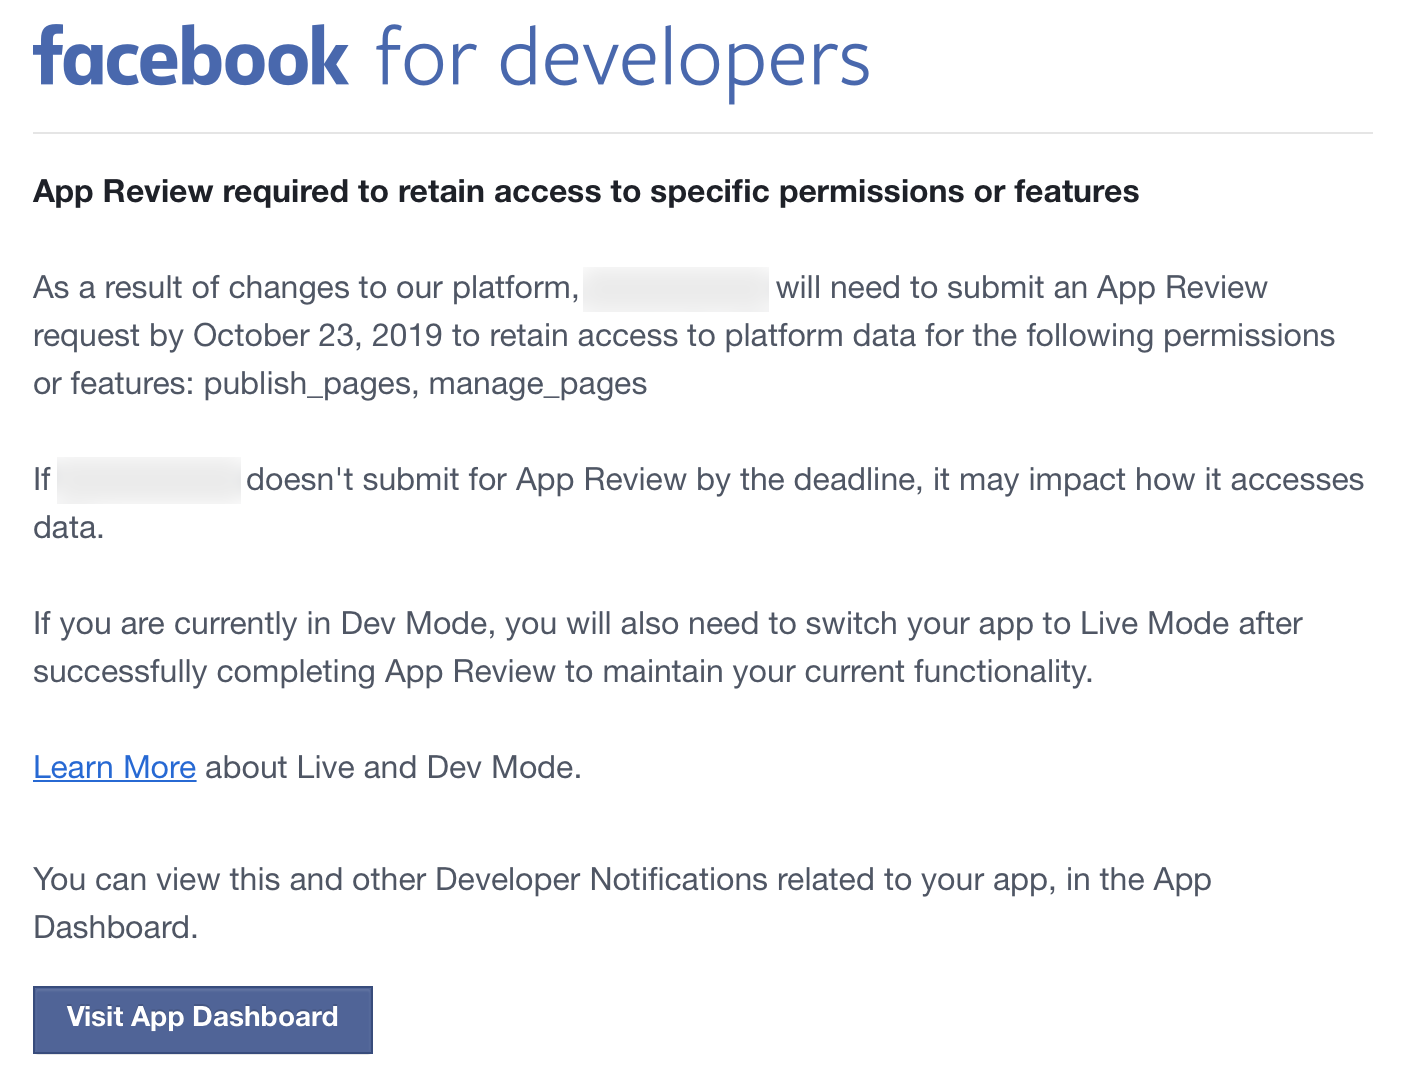 facebook for developers
App Review required to retain access to specific permissions or features
As a result of changes to our platform, will need to submit an App Review
request by October 23, 2019 to retain access to platform data for the following permissions
or features: publish_pages, manage_pages
If doesn't submit for App Review by the deadline, it may impact how it accesses
data.
If you are currently in Dev Mode, you will also need to switch your app to Live Mode after
successfully completing App Review to maintain your current functionality.
Learn More about Live and Dev Mode.
You can view this and other Developer Notifications related to your app, in the App
Dashboard.
Visit App Dashboard